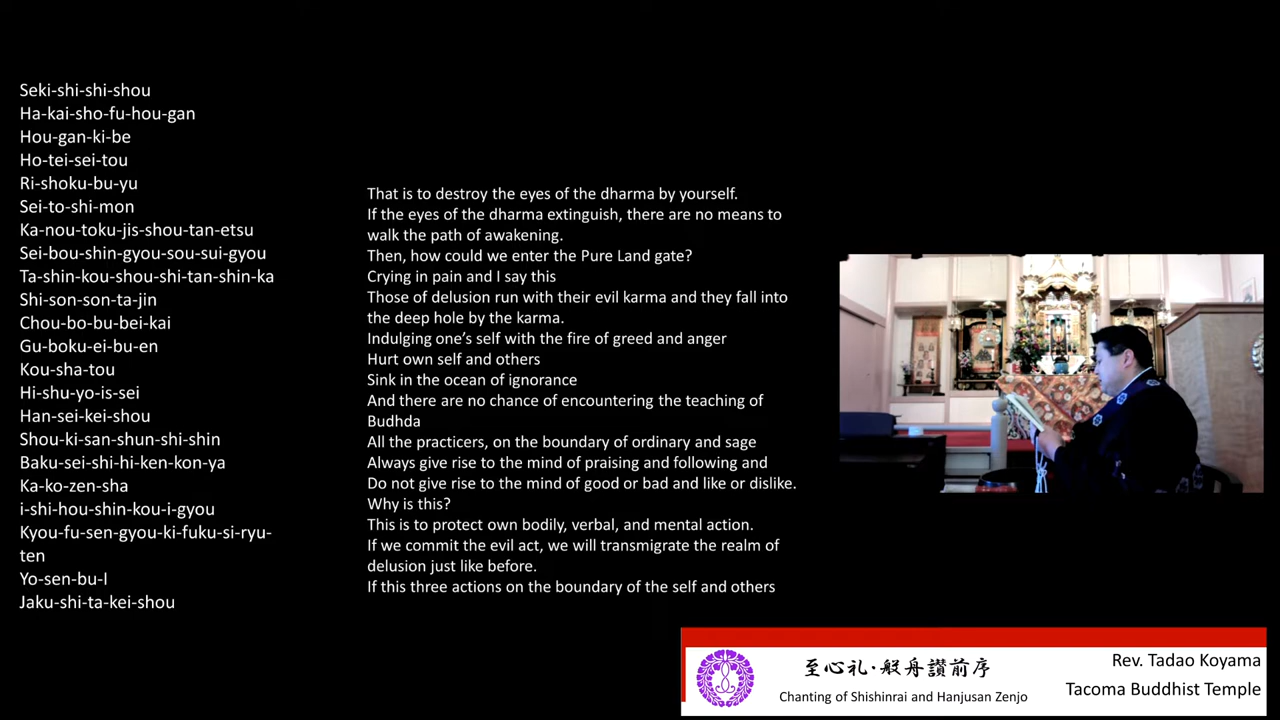 Seki-shi-shi-shou
Ha-kai-sho-fu-hou-gan
Hou-gan-ki-be
Ho-tei-sei-tou
Ri-shoku-bu-yu
Sei-to-shi-mon
Ka-nou-toku-jis-shou-tan-etsu
Sei-bou-shin-gyou-sou-sui-gyou
Ta-shin-kou-shou-shi-tan-shin-ka
Shi-son-son-ta-jin
Chou-bo-bu-bei-kai
Gu-boku-ei-bu-en
Kou-sha-tou
Hi-shu-yo-is-sei
Han-sei-kei-shou
Shou-ki-san-shun-shi-shin
Baku-sei-shi-hi-ken-kon-ya
Ka-ko-zen-sha
i-shi-hou-shin-kou-i-gyou
Kyou-fu-sen-gyou-ki-fuku-si-ryu-
ten
Yo-sen-bu-I
Jaku-shi-ta-kei-shou
That is to destroy the eyes of the dharma by yourself.
If the eyes of the dharma extinguish, there are no means to
walk the path of awakening.
Then, how could we enter the Pure Land gate?
Crying in pain and I say this
Those of delusion run with their evil karma and they fall into
the deep hole by the karma.
Indulging one’s self with the fire of greed and anger
Hurt own self and others
Sink in the ocean of ignorance
And there are no chance of encountering the teaching of
Budhda
All the practicers, on the boundary of ordinary and sage
Always give rise to the mind of praising and following and
Do not give rise to the mind of good or bad and like or dislike.
Why is this?
This is to protect own bodily, verbal, and mental action.
If we commit the evil act, we will transmigrate the realm of
delusion just like before.
If this three actions on the boundary of the self and others
至心礼・般舟讃前序
Chanting of Shishinrai and Hanjusan Zenjo
Rev. Tadao Koyama
Tacoma Buddhist Temple